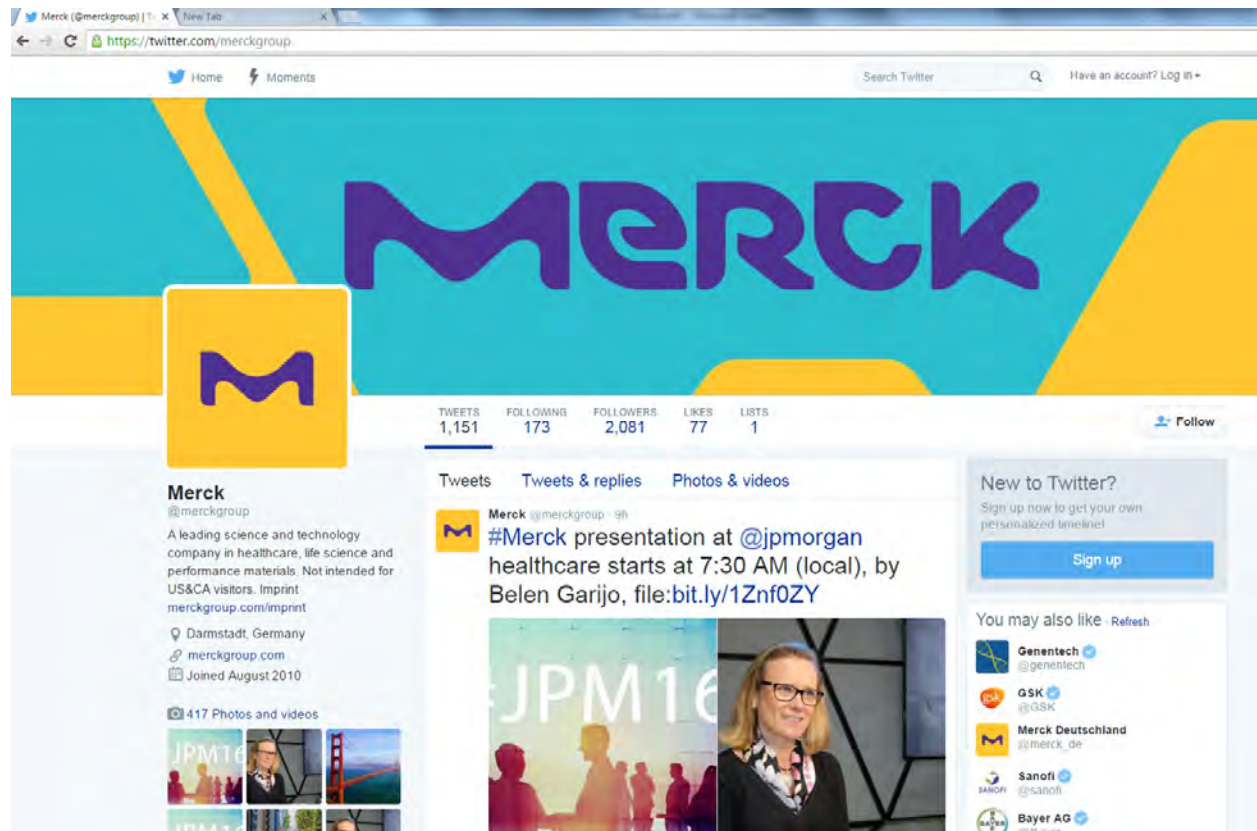 Merck (@merckgroup) | T
New Tab
https://twitter.com/merckgroup
Home
Moments
Search Twitter
Have an account? Log in
MERCK
M
TWEETS
1,151
FOLLOWING
173
FOLLOWERS
2,081
LIKES
77
LISTS
1
Follow
Merck
@merckgroup
A leading science and technology
company in healthcare, life science and
performance materials. Not intended for
US&CA visitors. Imprint
merckgroup.com/imprint
Darmstadt, Germany
merckgroup.com
Joined August 2010
417 Photos and videos
JPM16
JPM16
Tweets
Tweets & replies
Photos & videos
M
Merck @merckgroup · 9h
#Merck presentation at @jpmorgan
healthcare starts at 7:30 AM (local), by
Belen Garijo, file:bit.ly/1Znf0ZY
#JPM16
New to Twitter?
Sign up now to get your own
personalized timeline!
Sign up
You may also like · Refresh
Genentech
@genentech
gsk
GSK
@GSK
M
Merck Deutschland
@merck_de
SANOFI
Sanofi
@sanofi
BAYER
Bayer AG